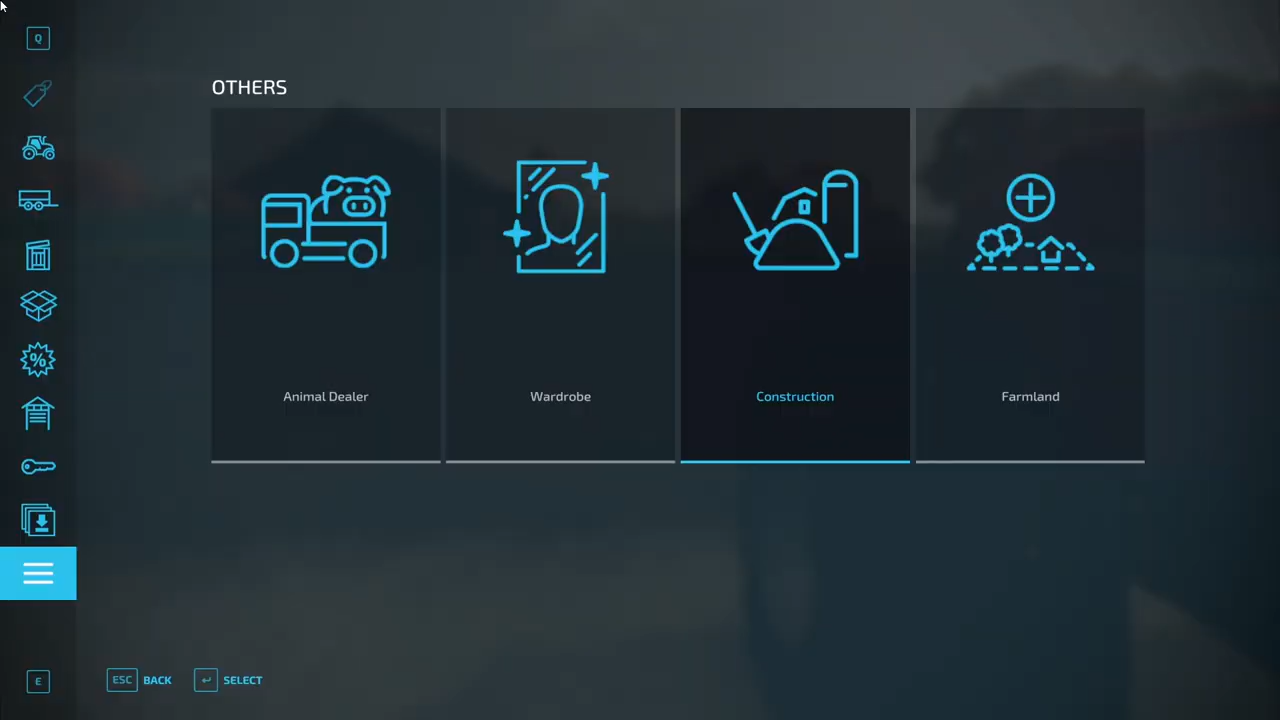 Q
OTHERS
%
Animal Dealer
Wardrobe
Construction
Farmland
E
ESC BACK SELECT